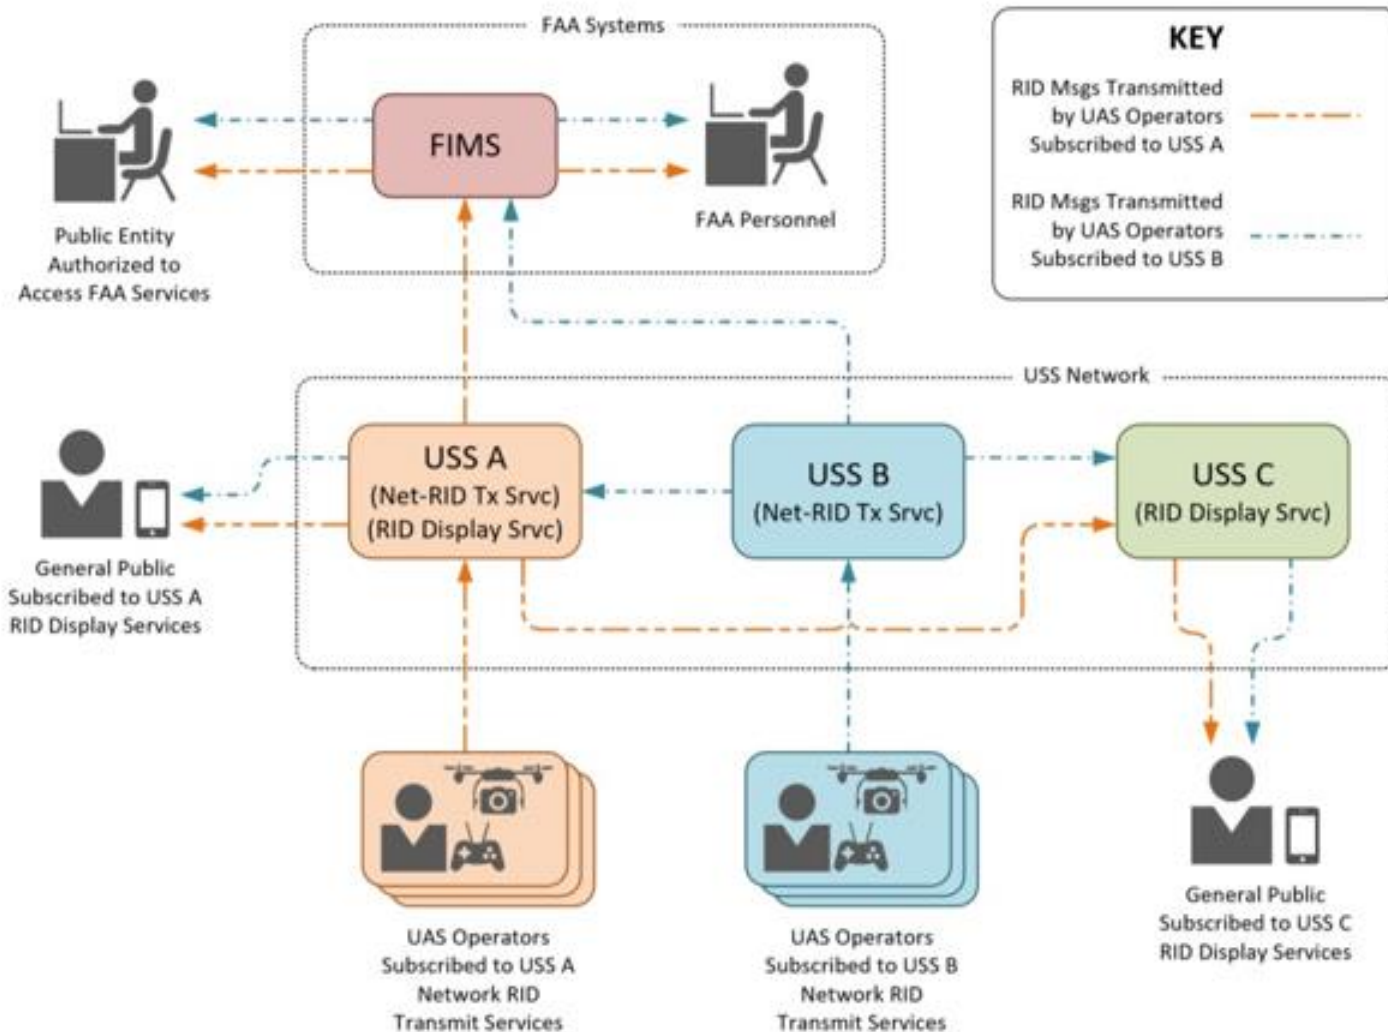 FAA Systems
KEY
RID Msgs Transmitted
by UAS Operators
Subscribed to USS A
RID Msgs Transmitted
by UAS Operators
Subscribed to USS B
FIMS
Public Entity
Authorized to
Access FAA Services
FAA Personnel
USS Network
USS A
(Net-RID Tx Srvc)
(RID Display Srvc)
USS B
(Net-RID Tx Srvc)
USS C
(RID Display Srvc)
General Public
Subscribed to USS A
RID Display Services
UAS Operators
Subscribed to USS A
Network RID
Transmit Services
UAS Operators
Subscribed to USS B
Network RID
Transmit Services
General Public
Subscribed to USS C
RID Display Services